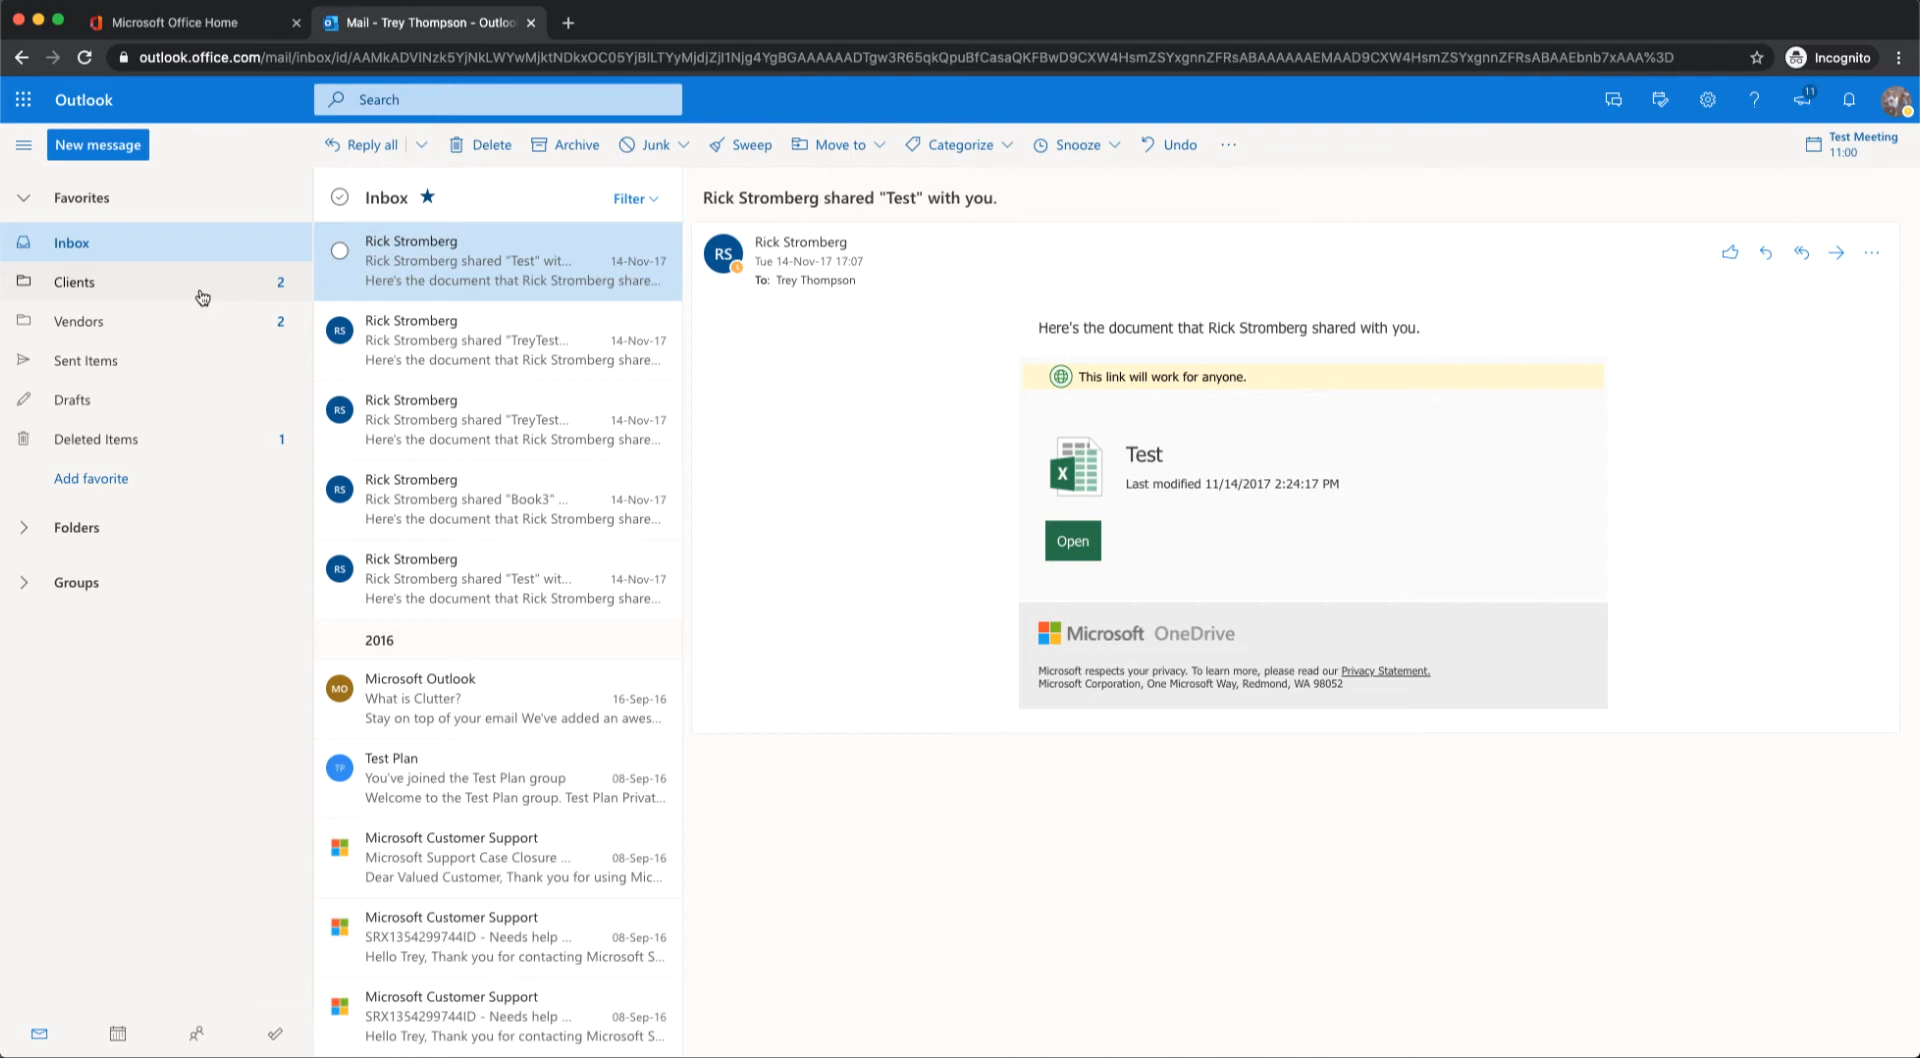 Microsoft Office Home
Mail - Trey Thompson - Outlo
outlook.office.com/mail/inbox/id/AAMkADVlNzk5YjNkLWYwMjktNDkxOC05YjBlLTYyMjdjZjI1Njg4YgBGAAAAAADTgw3R65qkQpuBfCasaQKFBwD9CXW4HsmZSYxgnnZFRsABAAAAAAEMAAD9CXW4HsmZSYxgnnZFRsABAAEbnb7xAAA%3D
Incognito
Outlook
Search
11
New message
Reply all
Delete
Archive
Junk
Sweep
Move to
Categorize
Snooze
Undo
Test Meeting
11:00
Favorites
Inbox
Clients 2
Vendors 2
Sent Items
Drafts
Deleted Items 1
Add favorite
Folders
Groups
Inbox
Filter
Rick Stromberg
Rick Stromberg shared "Test" wit... 14-Nov-17
Here's the document that Rick Stromberg share...
RS
Rick Stromberg
Rick Stromberg shared "TreyTest... 14-Nov-17
Here's the document that Rick Stromberg share...
RS
Rick Stromberg
Rick Stromberg shared "TreyTest... 14-Nov-17
Here's the document that Rick Stromberg share...
RS
Rick Stromberg
Rick Stromberg shared "Book3" ... 14-Nov-17
Here's the document that Rick Stromberg share...
RS
Rick Stromberg
Rick Stromberg shared "Test" wit... 14-Nov-17
Here's the document that Rick Stromberg share...
2016
MO
Microsoft Outlook
What is Clutter? 16-Sep-16
Stay on top of your email We've added an awes...
TP
Test Plan
You've joined the Test Plan group 08-Sep-16
Welcome to the Test Plan group. Test Plan Privat...
Microsoft Customer Support
Microsoft Support Case Closure ... 08-Sep-16
Dear Valued Customer, Thank you for using Mic...
Microsoft Customer Support
SRX1354299744ID - Needs help ... 08-Sep-16
Hello Trey, Thank you for contacting Microsoft S...
Microsoft Customer Support
SRX1354299744ID - Needs help ... 08-Sep-16
Hello Trey, Thank you for contacting Microsoft S...
Rick Stromberg shared "Test" with you.
RS
Rick Stromberg
Tue 14-Nov-17 17:07
To: Trey Thompson
Here's the document that Rick Stromberg shared with you.
This link will work for anyone.
X
Test
Last modified 11/14/2017 2:24:17 PM
Open
Microsoft OneDrive
Microsoft respects your privacy. To learn more, please read our Privacy Statement.
Microsoft Corporation, One Microsoft Way, Redmond, WA 98052